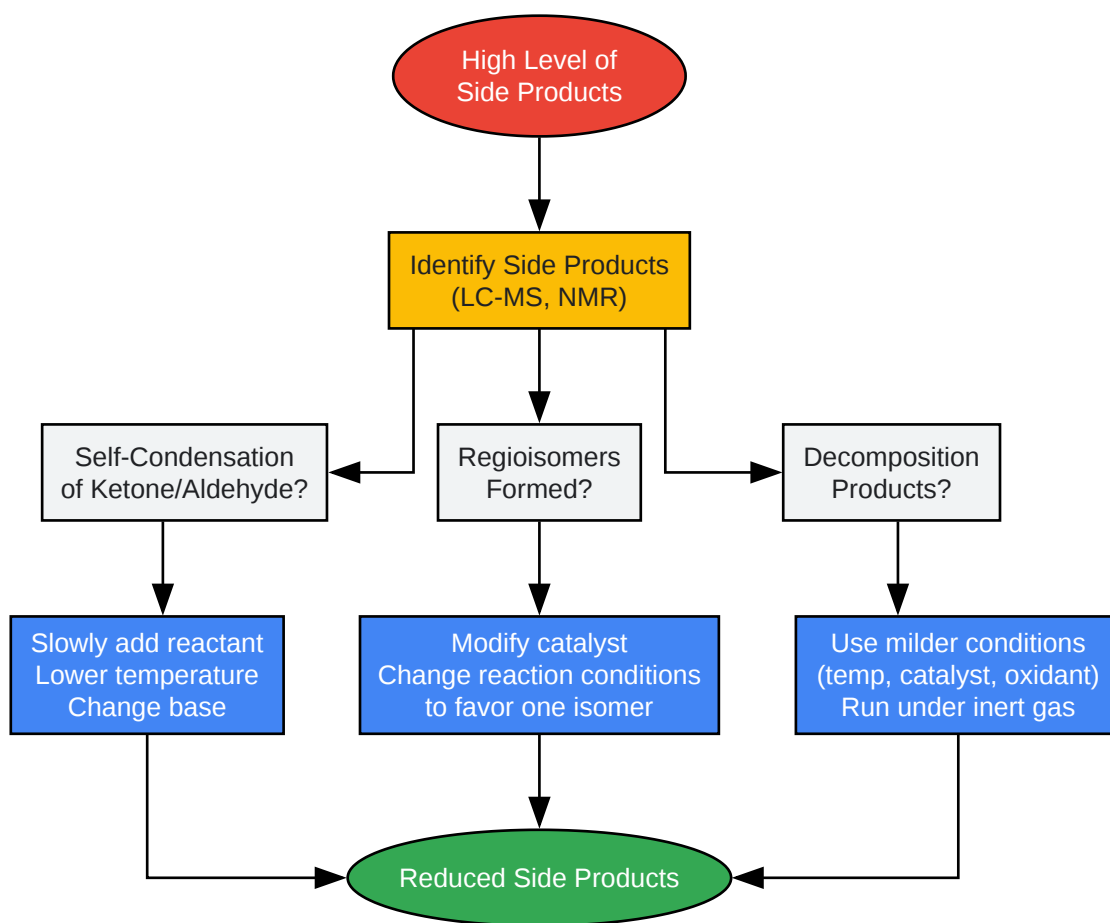 High Level of
Side Products
Identify Side Products
(LC-MS, NMR)
Self-Condensation
of Ketone/Aldehyde?
Regioisomers
Formed?
Decomposition
Products?
Slowly add reactant
Lower temperature
Change base
Modify catalyst
Change reaction conditions
to favor one isomer
Use milder conditions
(temp, catalyst, oxidant)
Run under inert gas
Reduced Side Products